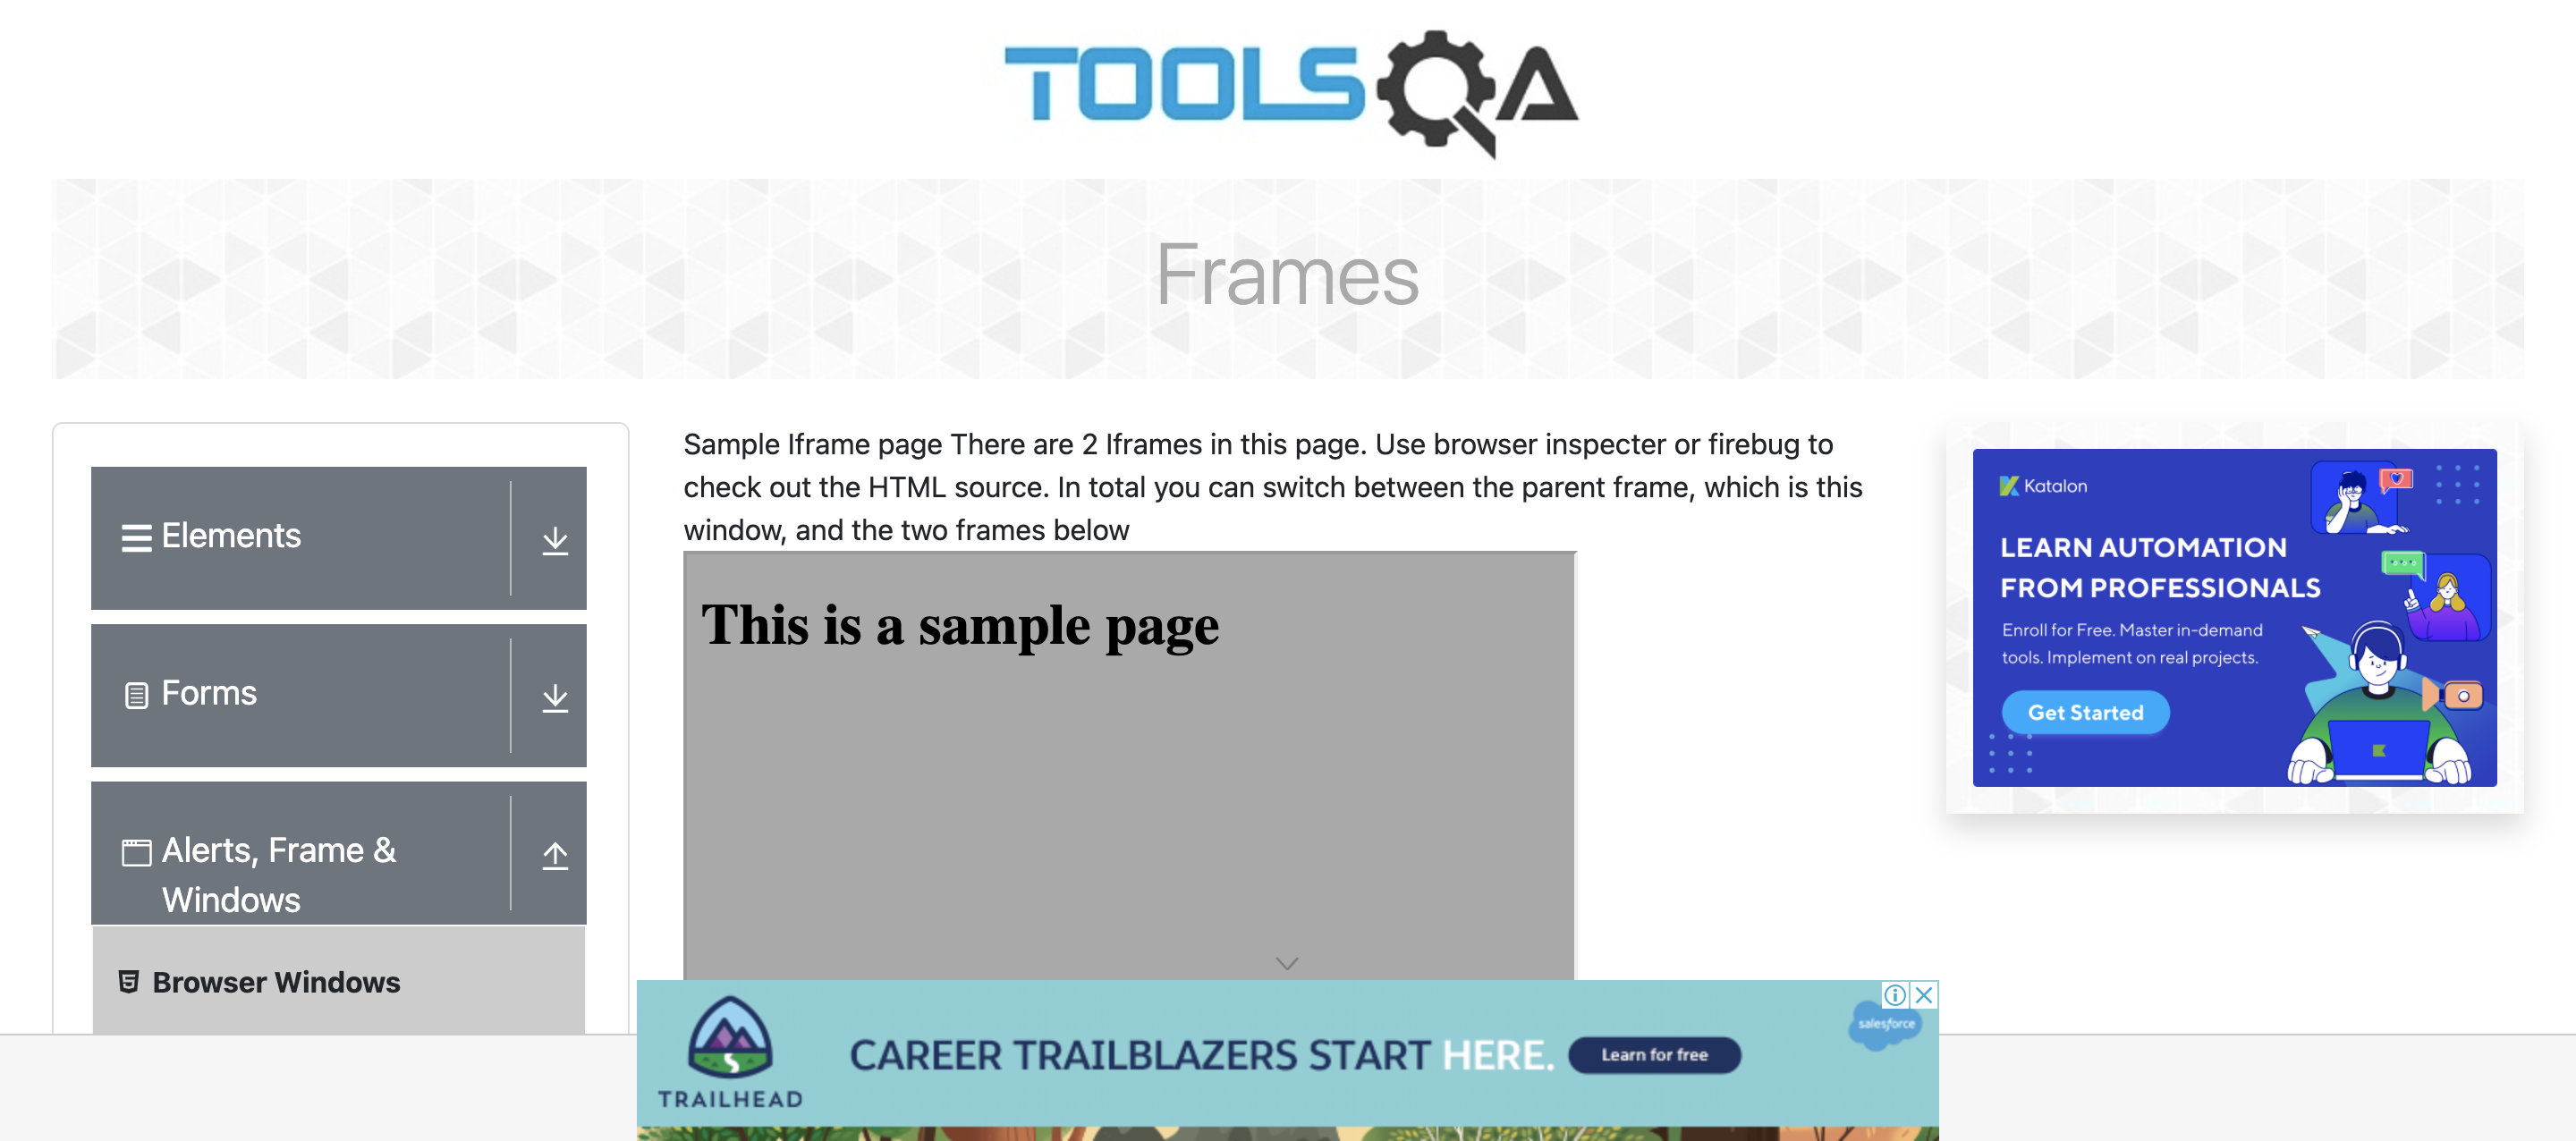 TOOLSQA
Frames
Elements
Forms
Alerts, Frame &
Windows
Browser Windows
Sample Iframe page There are 2 Iframes in this page. Use browser inspecter or firebug to
check out the HTML source. In total you can switch between the parent frame, which is this
window, and the two frames below
This is a sample page
Katalon
LEARN AUTOMATION
FROM PROFESSIONALS
Enroll for Free. Master in-demand
tools. Implement on real projects.
Get Started
TRAILHEAD
CAREER TRAILBLAZERS START HERE.
Learn for free
salesforce